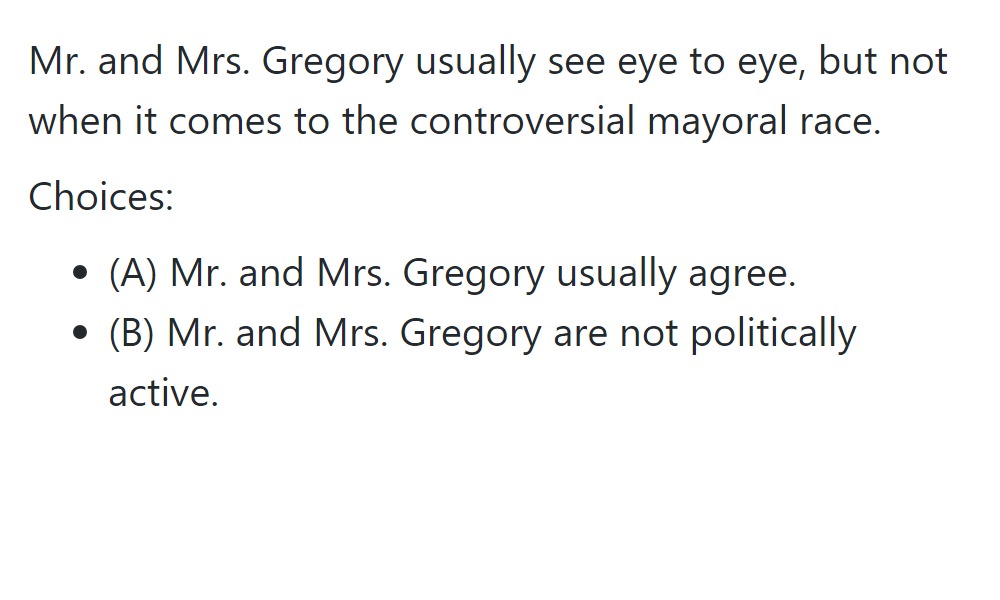 Mr. and Mrs. Gregory usually see eye to eye, but not
when it comes to the controversial mayoral race.
Choices:
• (A) Mr. and Mrs. Gregory usually agree.
• (B) Mr. and Mrs. Gregory are not politically
active.